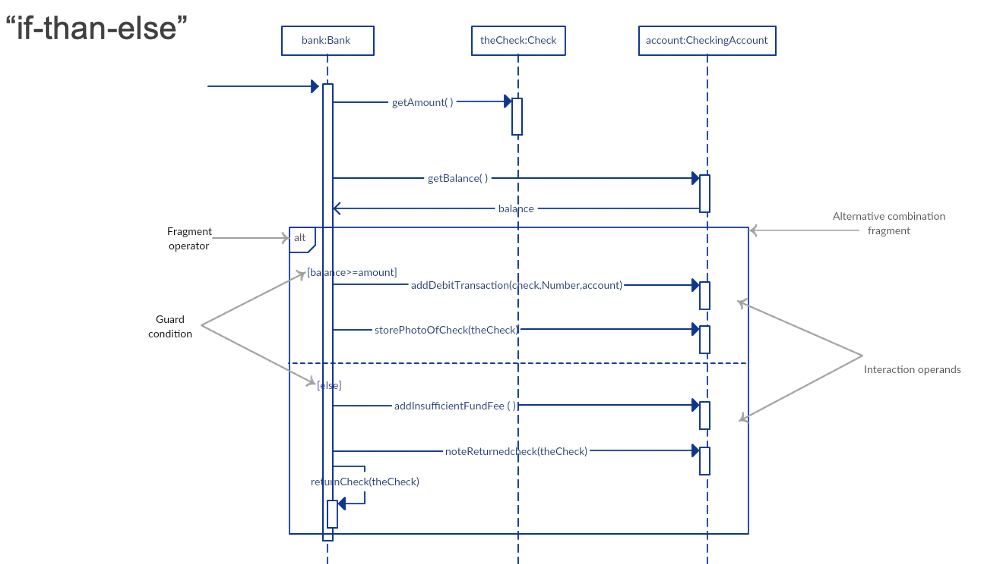 “if-than-else”
bank:Bank
theCheck:Check
account:CheckingAccount
getAmount( )
getBalance( )
balance
Alternative combination
fragment
Fragment
operator
alt
[balance>=amount]
addDebitTransaction(check,Number,account)
Guard
condition
storePhotoOfCheck(theCheck)
Interaction operands
[else]
addInsufficientFundFee ( )
noteReturnedcheck(theCheck)
returnCheck(theCheck)